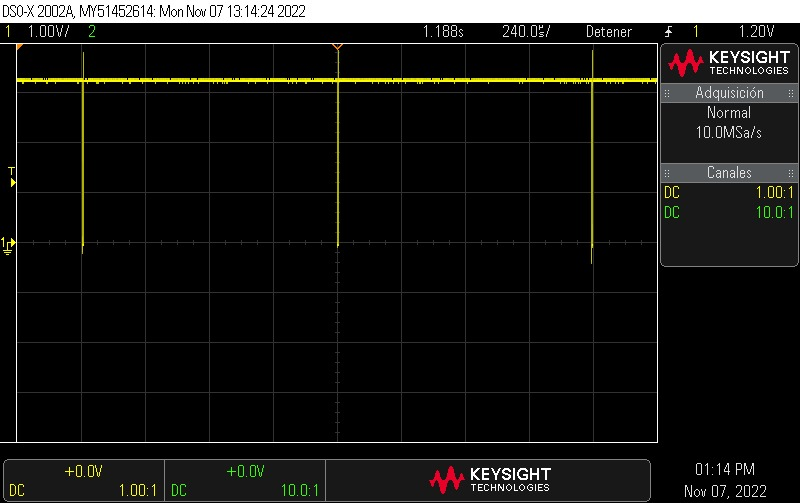 DSO-X 2002A, MY51452614: Mon Nov 07 13:14:24 2022
1 1.00V/ 2 1.188s 240.0µs/ Detener 1 1.20V
KEYSIGHT
TECHNOLOGIES
Adquisición
Normal
10.0MSa/s
Canales
DC 1.00:1
DC 10.0:1
T
1
+0.0V
DC 1.00:1
+0.0V
DC 10.0:1
KEYSIGHT
TECHNOLOGIES
01:14 PM
Nov 07, 2022